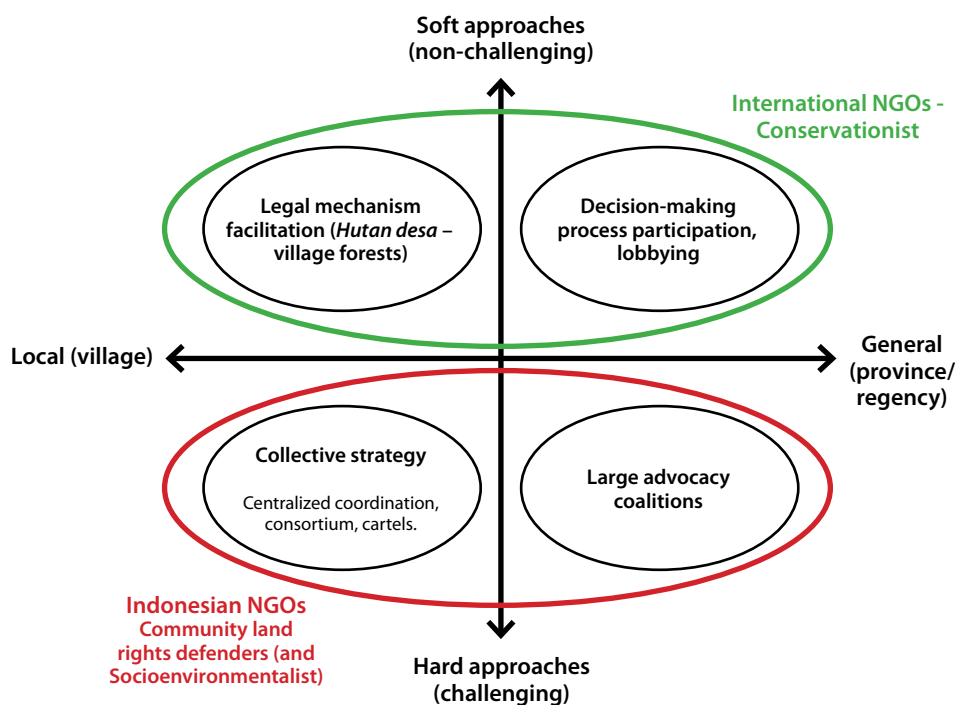 Soft approaches
(non-challenging)
International NGOs -
Conservationist
Legal mechanism
facilitation (Hutan desa –
village forests)
Decision-making
process participation,
lobbying
Local (village)
General
(province/
regency)
Collective strategy
Centralized coordination,
consortium, cartels.
Large advocacy
coalitions
Indonesian NGOs
Community land
rights defenders (and
Socioenvironmentalist)
Hard approaches
(challenging)